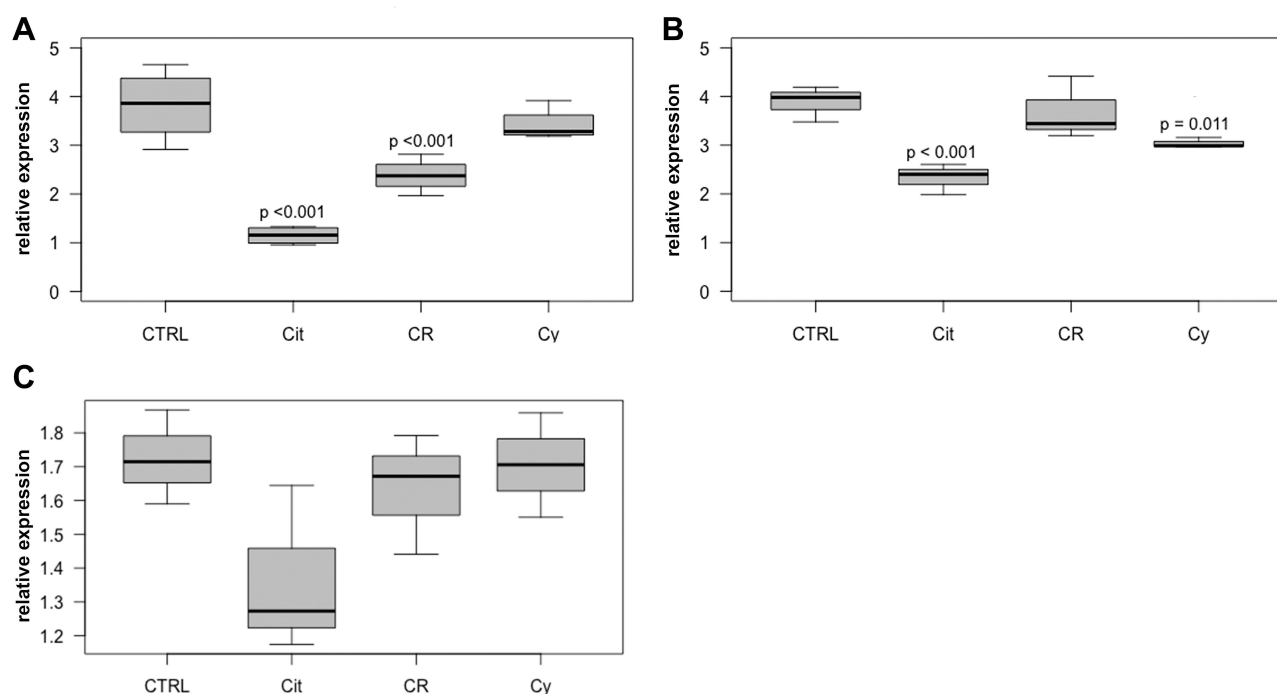 A
relative expression
5
4
3
2
1
0
p <0.001
p <0.001
CTRL Cit CR Cy
B
relative expression
5
4
3
2
1
0
p < 0.001
p = 0.011
CTRL Cit CR Cy
C
relative expression
1.8
1.7
1.6
1.5
1.4
1.3
1.2
CTRL Cit CR Cy